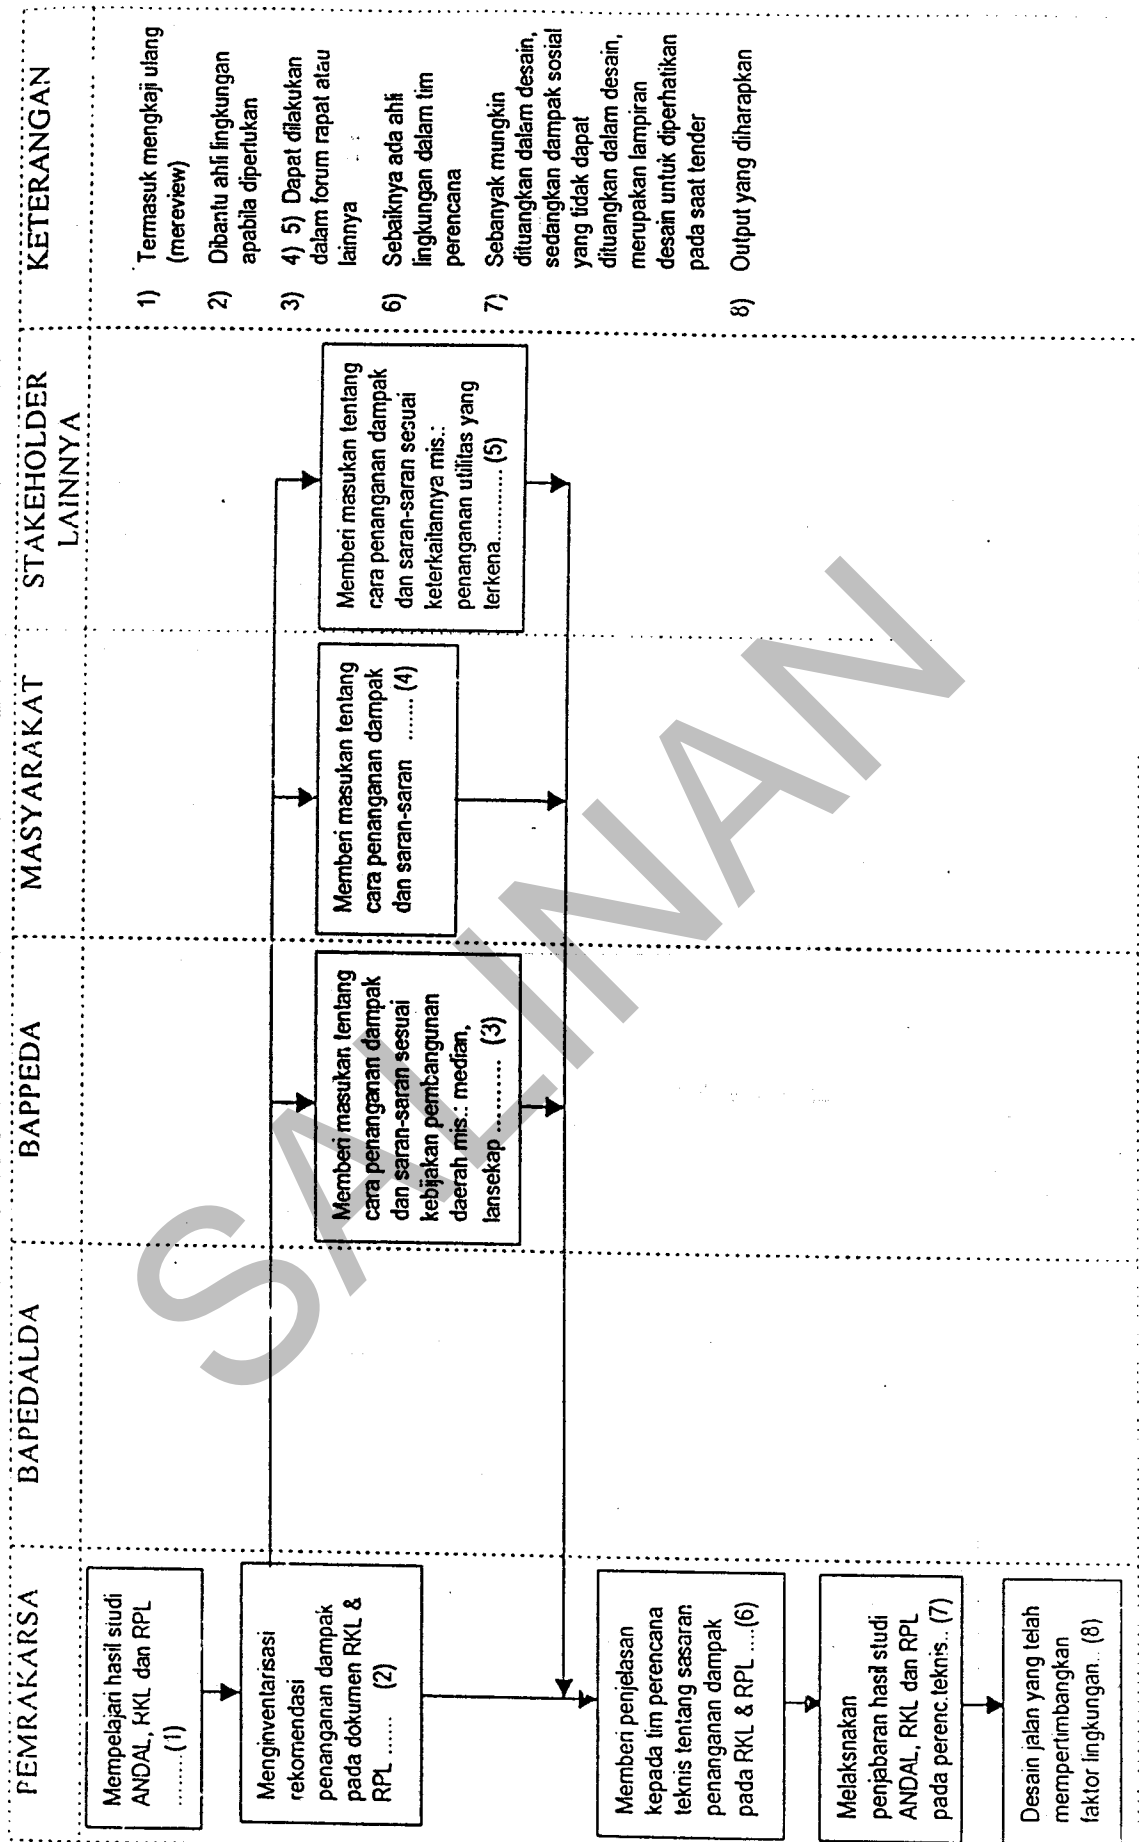 PEMRAKARSA
BAPEDALDA
BAPPEDA
MASYARAKAT
STAKEHOLDER
LAINNYA
KETERANGAN
Mempelajari hasil studi
ANDAL, RKL dan RPL
.......(1)
Menginventarisasi
rekomendasi
penanganan dampak
pada dokumen RKL &
RPL ...... (2)
Memberi masukan tentang
cara penanganan dampak
dan saran-saran sesuai
kebijakan pembangunan
daerah mis.: median,
lansekap .......... (3)
Memberi masukan tentang
cara penanganan dampak
dan saran-saran ....... (4)
Memberi masukan tentang
cara penanganan dampak
dan saran-saran sesuai
keterkaitannya mis.:
penanganan utilitas yang
terkena............. (5)
Memberi penjelasan
kepada tim perencana
teknis tentang sasaran
penanganan dampak
pada RKL & RPL ....(6)
Melaksnakan
penjabaran hasil studi
ANDAL, RKL dan RPL
pada perenc.teknis.. (7)
Desain jalan yang telah
mempertimbangkan
faktor lingkungan.. (8)
1) Termasuk mengkaji ulang
(mereview)
2) Dibantu ahli lingkungan
apabila diperlukan
3) 4) 5) Dapat dilakukan
dalam forum rapat atau
lainnya
6) Sebaiknya ada ahli
lingkungan dalam tim
perencana
7) Sebanyak mungkin
dituangkan dalam desain,
sedangkan dampak sosial
yang tidak dapat
dituangkan dalam desain,
merupakan lampiran
desain untuk diperhatikan
pada saat tender
8) Output yang diharapkan
SALINAN